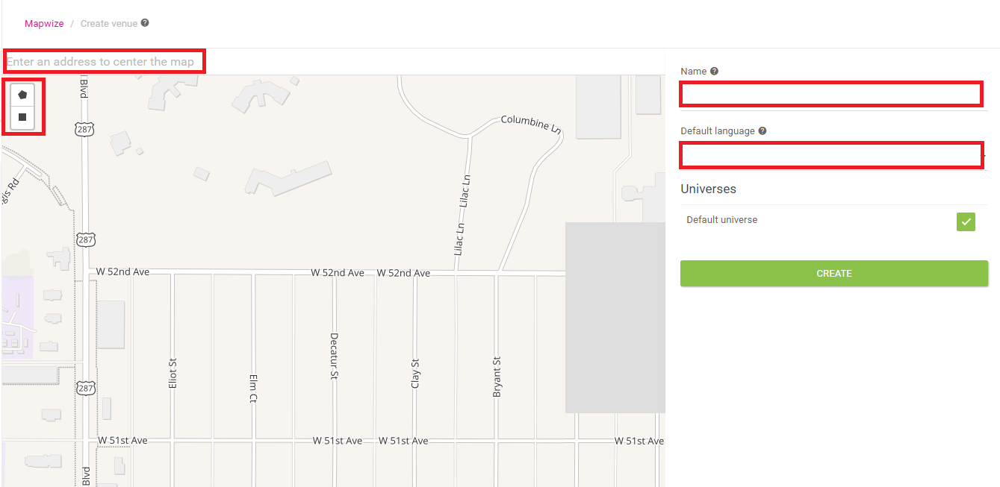 Mapwize / Create venue ?
Enter an address to center the map
Name ?
Default language ?
Universes
Default universe
CREATE
Blvd
287
Columbine Ln
Lilac Ln
Lilac Ln
gis Rd
287
W 52nd Ave
W 52nd Ave
W 52nd Ave
Eliot St
Elm Ct
Decatur St
Clay St
Bryant St
287
W 51st Ave
W 51st Ave
W 51st Ave
W 51st Ave
Blvd